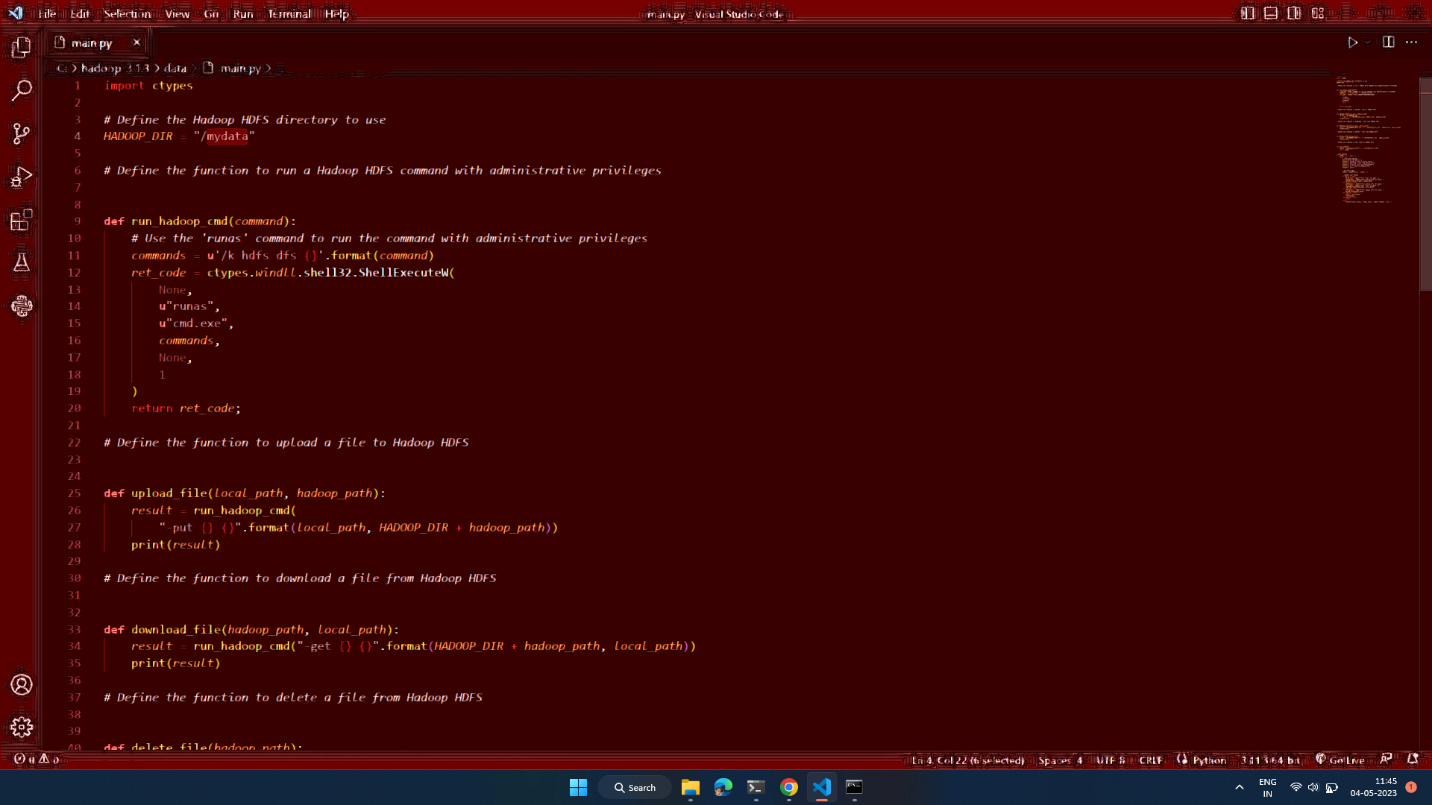 File Edit Selection View Go Run Terminal Help
main.py Visual Studio Code
main.py
hadoop 3.1.3 > data > main.py >
1 import ctypes
2
3 # Define the Hadoop HDFS directory to use
4 HADOOP_DIR = "/mydata"
5
6 # Define the function to run a Hadoop HDFS command with administrative privileges
7
8
9 def run_hadoop_cmd(command):
10 # Use the 'runas' command to run the command with administrative privileges
11 commands = u'/k hdfs dfs {}'.format(command)
12 ret_code = ctypes.windll.shell32.ShellExecuteW(
13 None,
14 u"runas",
15 u"cmd.exe",
16 commands,
17 None,
18 1
19 )
20 return ret_code;
21
22 # Define the function to upload a file to Hadoop HDFS
23
24
25 def upload_file(local_path, hadoop_path):
26 result = run_hadoop_cmd(
27 "-put {} {}".format(local_path, HADOOP_DIR + hadoop_path))
28 print(result)
29
30 # Define the function to download a file from Hadoop HDFS
31
32
33 def download_file(hadoop_path, local_path):
34 result = run_hadoop_cmd("-get {} {}".format(HADOOP_DIR + hadoop_path, local_path))
35 print(result)
36
37 # Define the function to delete a file from Hadoop HDFS
38
39
40 def delete_file(hadoop_path):
Ln 4, Col 22 (6 selected) Spaces: 4 UTF-8 CRLF Python 3.11.3 64-bit Go Live
Search
ENG
IN
11:45
04-05-2023
1